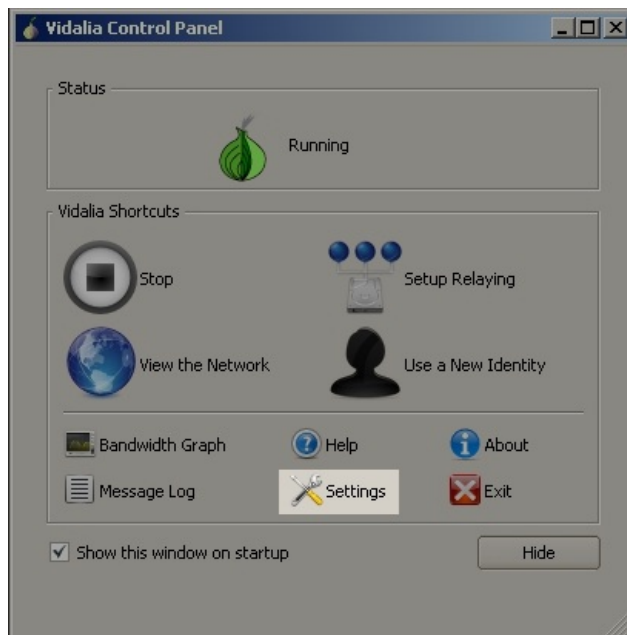 Vidalia Control Panel
Status
Running
Vidalia Shortcuts
Stop
Setup Relaying
View the Network
Use a New Identity
Bandwidth Graph
Help
About
Message Log
Settings
Exit
Show this window on startup
Hide